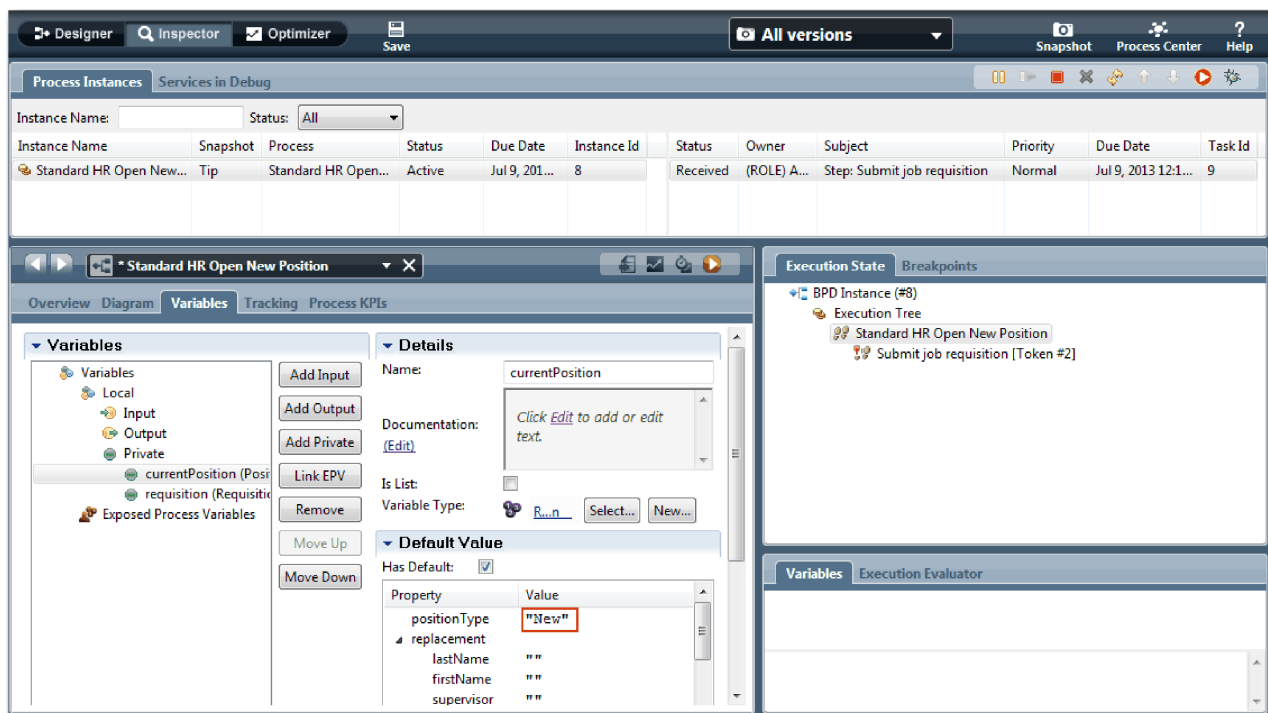 Designer Inspector Optimizer Save All versions Snapshot Process Center Help
Process Instances Services in Debug
Instance Name: Status: All
Instance Name Snapshot Process Status Due Date Instance Id Status Owner Subject Priority Due Date Task Id
Standard HR Open New... Tip Standard HR Open... Active Jul 9, 201... 8 Received (ROLE) A... Step: Submit job requisition Normal Jul 9, 2013 12:1... 9
* Standard HR Open New Position
Overview Diagram Variables Tracking Process KPIs
Variables
Variables
Local
Input
Output
Private
currentPosition (Posi
requisition (Requisitio
Exposed Process Variables
Add Input
Add Output
Add Private
Link EPV
Remove
Move Up
Move Down
Details
Name: currentPosition
Documentation:
(Edit)
Click Edit to add or edit
text.
Is List:
Variable Type: R...n Select... New...
Default Value
Has Default:
Property Value
positionType "New"
replacement
lastName ""
firstName ""
supervisor ""
Execution State Breakpoints
BPD Instance (#8)
Execution Tree
Standard HR Open New Position
Submit job requisition [Token #2]
Variables Execution Evaluator